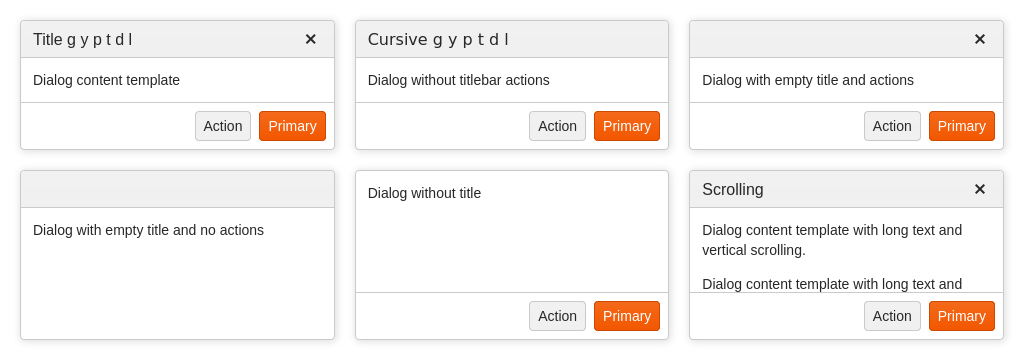 Title g y p t d l ✕
Dialog content template
Action Primary
Cursive g y p t d l
Dialog without titlebar actions
Action Primary
✕
Dialog with empty title and actions
Action Primary
Dialog with empty title and no actions
Dialog without title
Action Primary
Scrolling ✕
Dialog content template with long text and
vertical scrolling.
Dialog content template with long text and
Action Primary